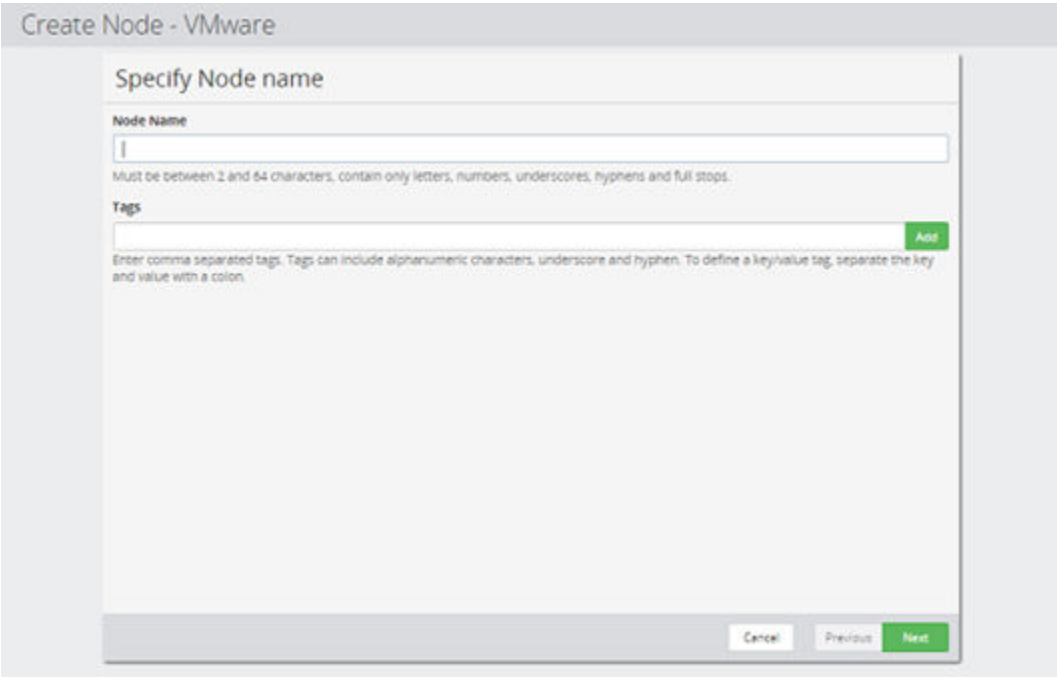 Create Node - VMware
Specify Node name
Node Name
Must be between 2 and 64 characters, contain only letters, numbers, underscores, hyphens and full stops.
Tags
Add
Enter comma separated tags. Tags can include alphanumeric characters, underscore and hyphen. To define a key/value tag, separate the key
and value with a colon.
Cancel
Previous
Next